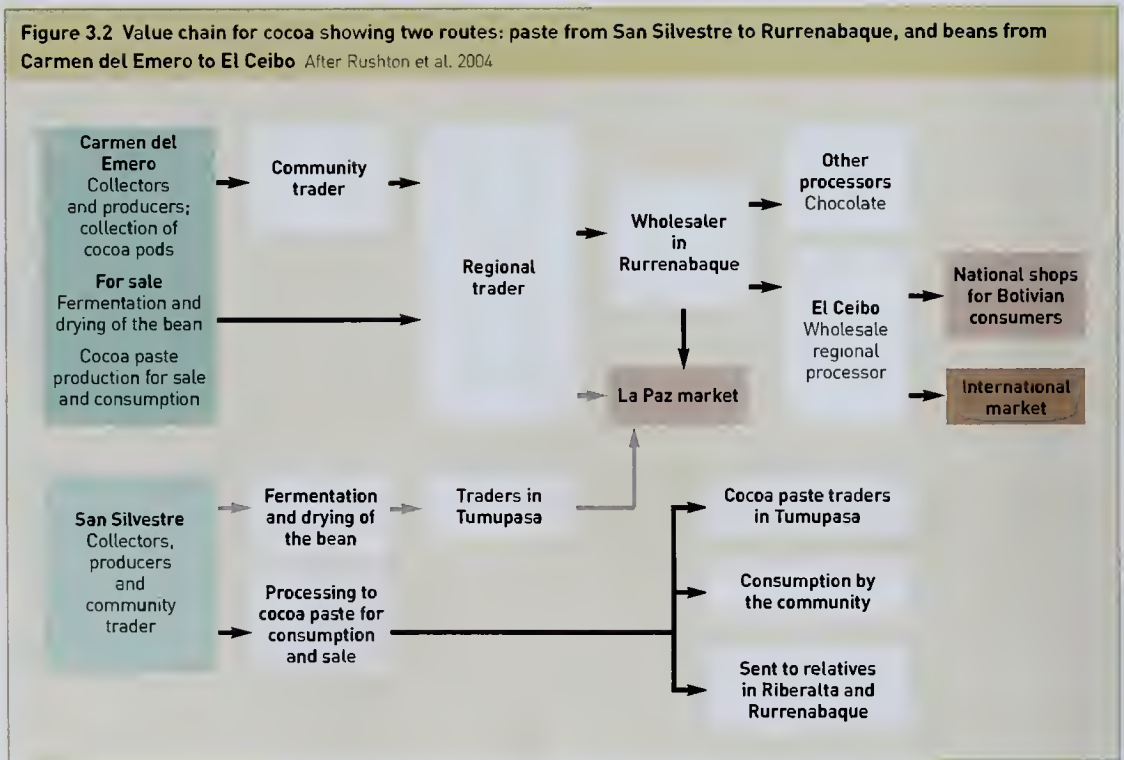 Figure 3.2 Value chain for cocoa showing two routes: paste from San Silvestre to Rurrenabaque, and beans from
Carmen del Emero to El Ceibo After Rushton et al. 2004
Carmen del
Emero
Collectors
and producers;
collection of
cocoa pods
For sale
Fermentation and
drying of the bean
Cocoa paste
production for sale
and consumption
Community
trader
Regional
trader
Wholesaler
in
Rurrenabaque
La Paz market
Other
processors
Chocolate
El Ceibo
Wholesale
regional
processor
National shops
for Botivian
consumers
International
market
San Silvestre
Collectors,
producers
and
community
trader
Fermentation
and drying of
the bean
Traders in
Tumupasa
Processing to
cocoa paste for
consumption
and sale
Cocoa paste traders
in Tumupasa
Consumption by
the community
Sent to relatives
in Riberalta and
Rurrenabaque